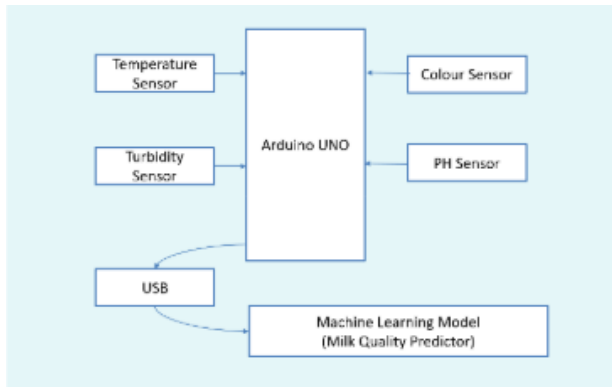 Temperature
Sensor
Colour Sensor
Arduino UNO
Turbidity
Sensor
PH Sensor
USB
Machine Learning Model
(Milk Quality Predictor)